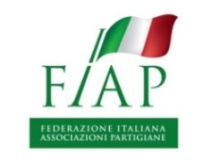 FIAP
FEDERAZIONE ITALIANA
ASSOCIAZIONI PARTIGIANE